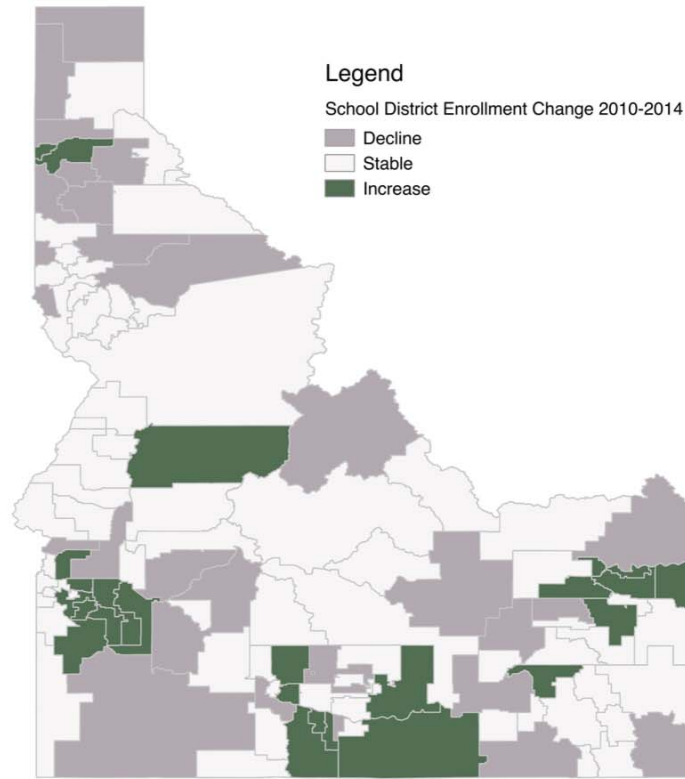 Legend
School District Enrollment Change 2010-2014
Decline
Stable
Increase